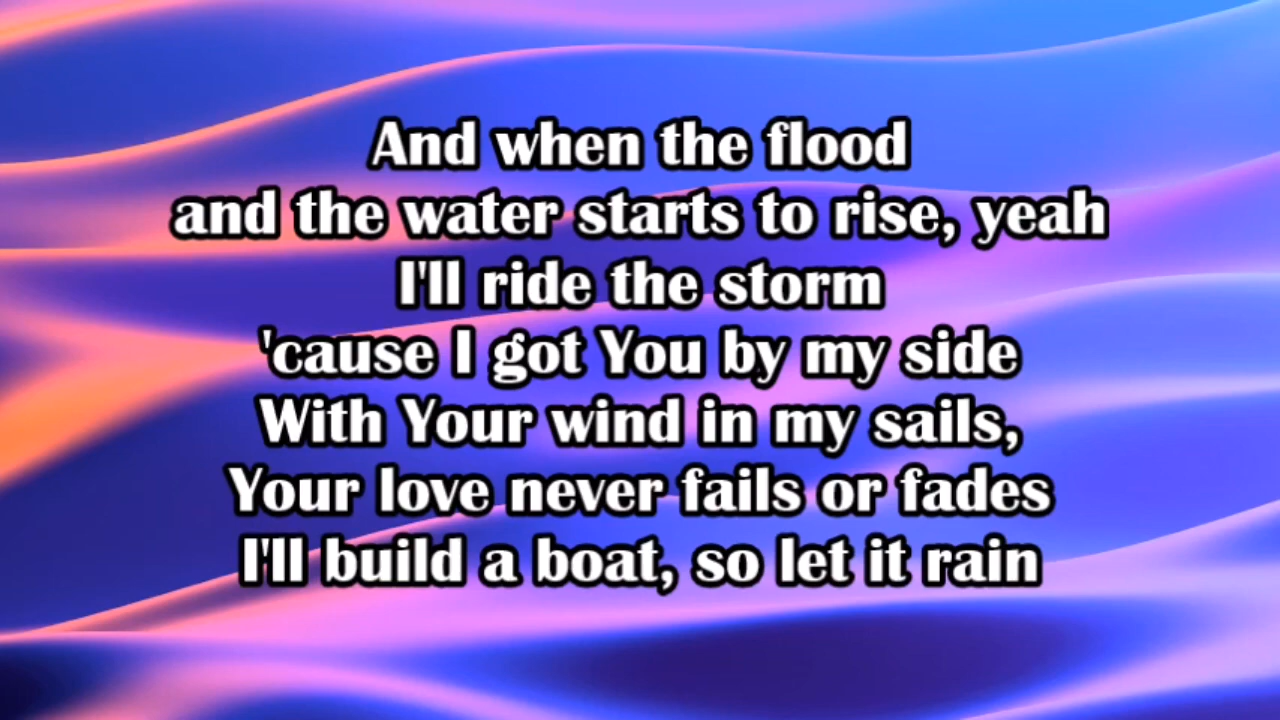 And when the flood
and the water starts to rise, yeah
I'll ride the storm
'cause I got You by my side
With Your wind in my sails,
Your love never fails or fades
I'll build a boat, so let it rain